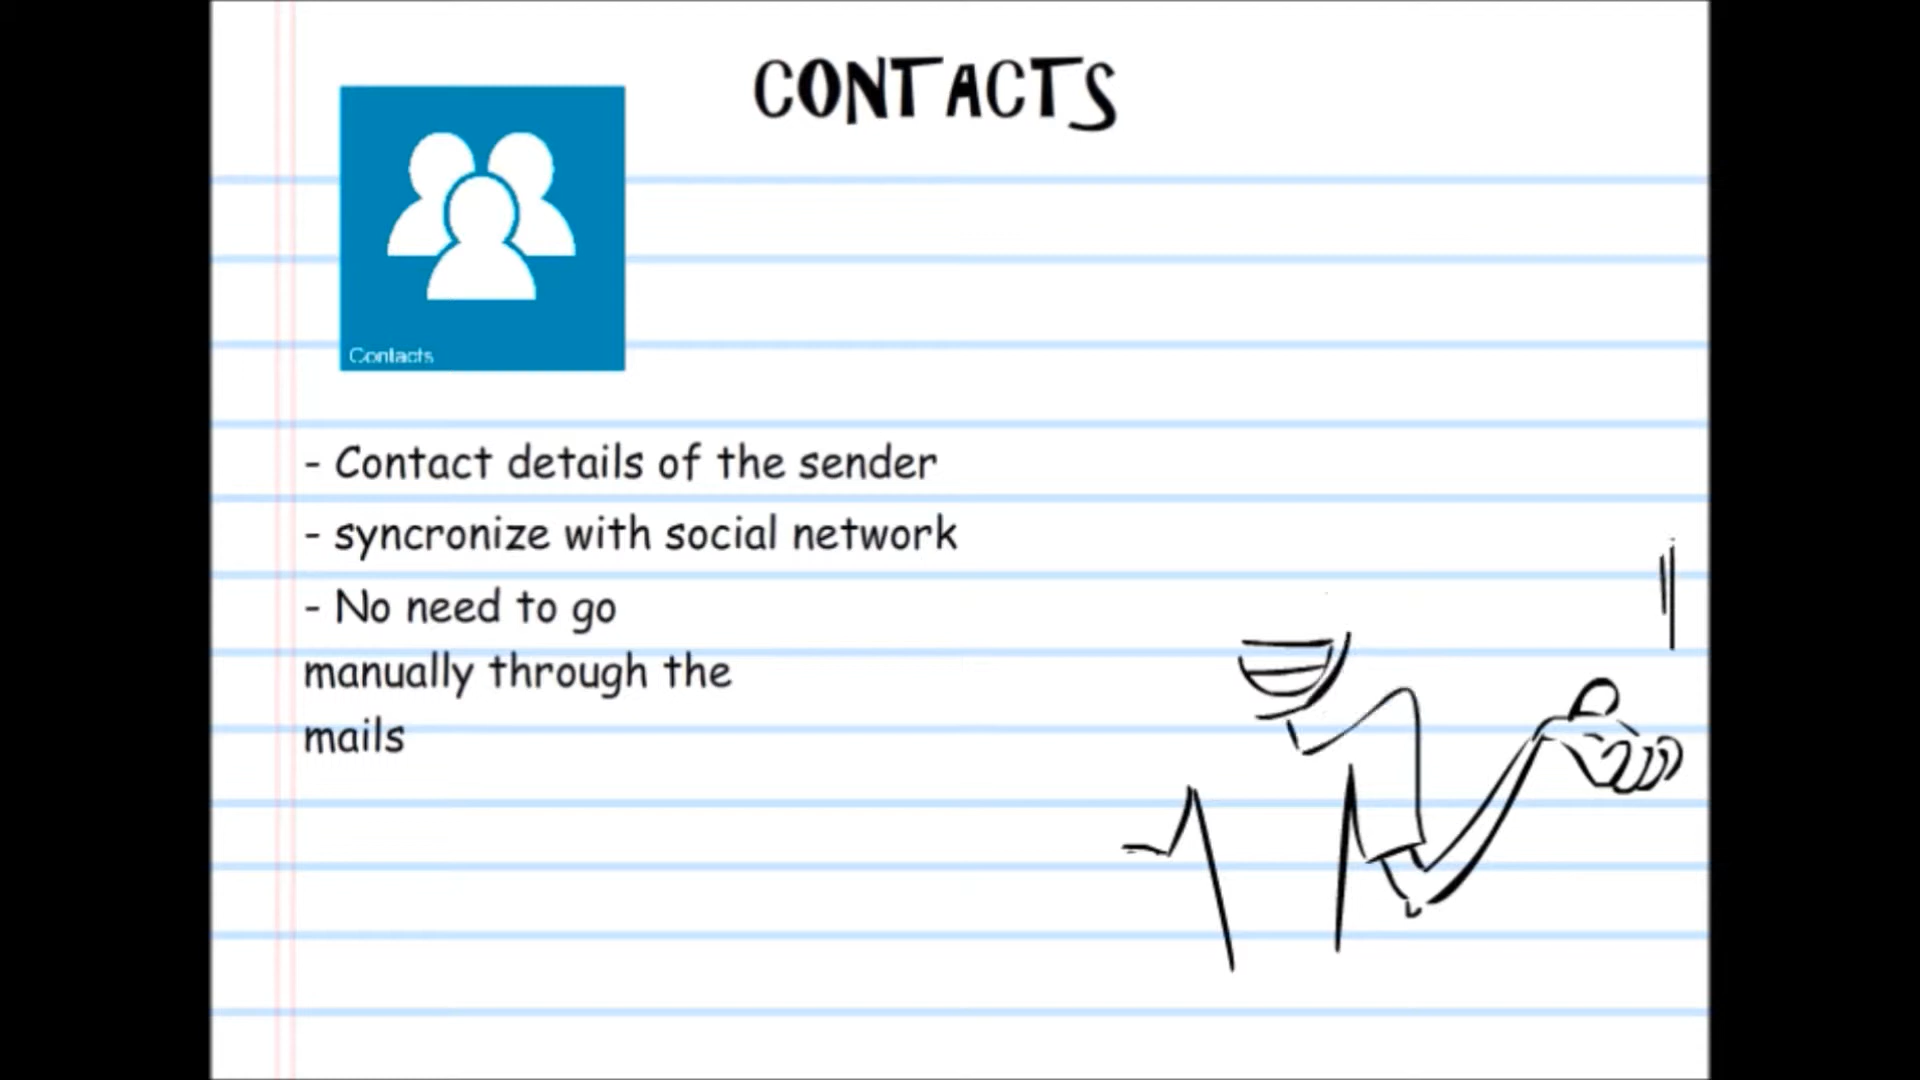 CONTACTS
Contacts
- Contact details of the sender
- syncronize with social network
- No need to go
manually through the
mails